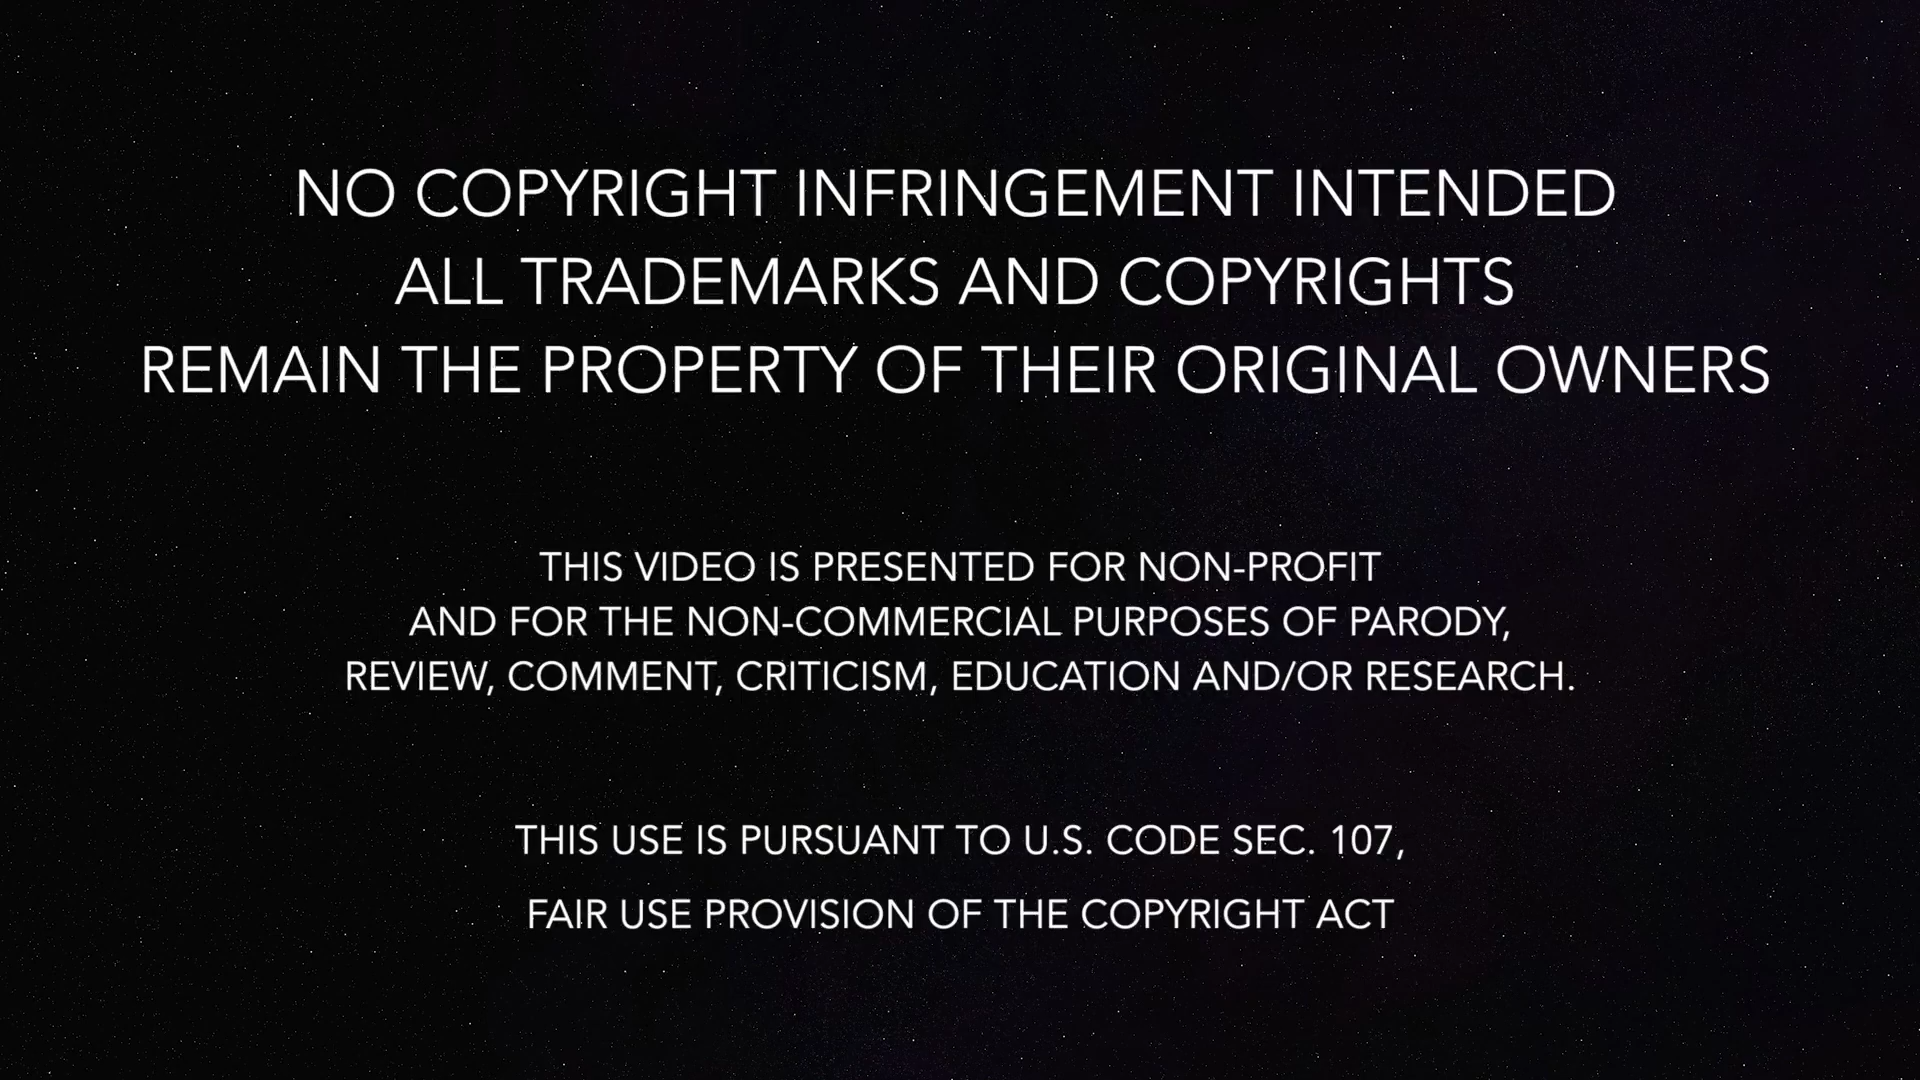 NO COPYRIGHT INFRINGEMENT INTENDED
ALL TRADEMARKS AND COPYRIGHTS
REMAIN THE PROPERTY OF THEIR ORIGINAL OWNERS
THIS VIDEO IS PRESENTED FOR NON-PROFIT
AND FOR THE NON-COMMERCIAL PURPOSES OF PARODY,
REVIEW, COMMENT, CRITICISM, EDUCATION AND/OR RESEARCH.
THIS USE IS PURSUANT TO U.S. CODE SEC. 107,
FAIR USE PROVISION OF THE COPYRIGHT ACT